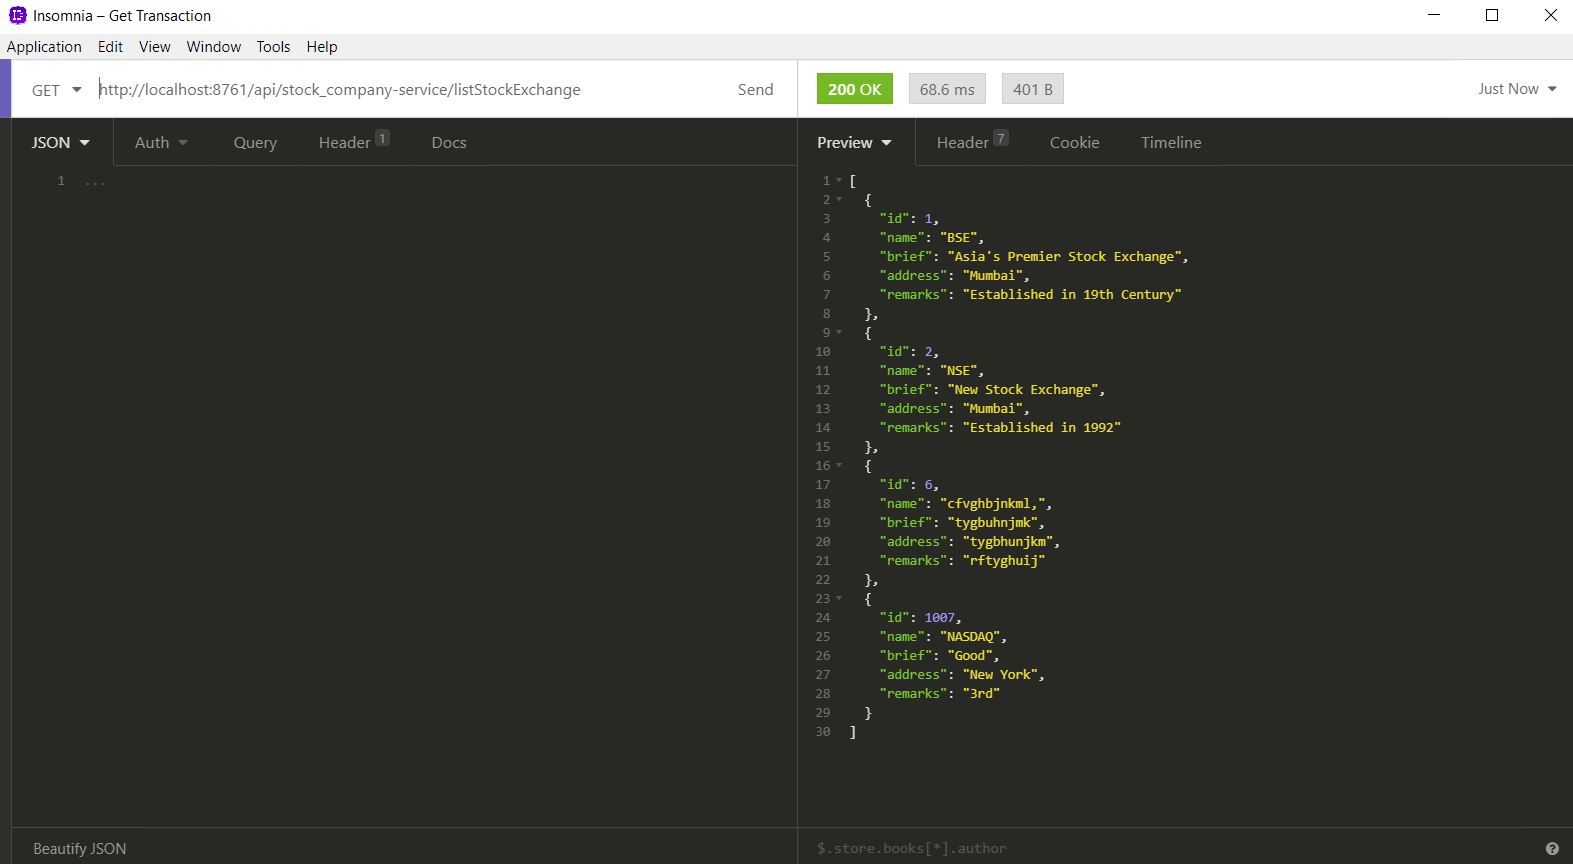 Insomnia – Get Transaction
Application Edit View Window Tools Help
GET http://localhost:8761/api/stock_company-service/listStockExchange Send
200 OK 68.6 ms 401 B Just Now
JSON Auth Query Header 1 Docs
1 ...
Beautify JSON
Preview Header 7 Cookie Timeline
1 [
2 {
3 "id": 1,
4 "name": "BSE",
5 "brief": "Asia's Premier Stock Exchange",
6 "address": "Mumbai",
7 "remarks": "Established in 19th Century"
8 },
9 {
10 "id": 2,
11 "name": "NSE",
12 "brief": "New Stock Exchange",
13 "address": "Mumbai",
14 "remarks": "Established in 1992"
15 },
16 {
17 "id": 6,
18 "name": "cfvghbjnkml,",
19 "brief": "tygbuhnjmk",
20 "address": "tygbhunjkm",
21 "remarks": "rftyghuij"
22 },
23 {
24 "id": 1007,
25 "name": "NASDAQ",
26 "brief": "Good",
27 "address": "New York",
28 "remarks": "3rd"
29 }
30 ]
$.store.books[*].author